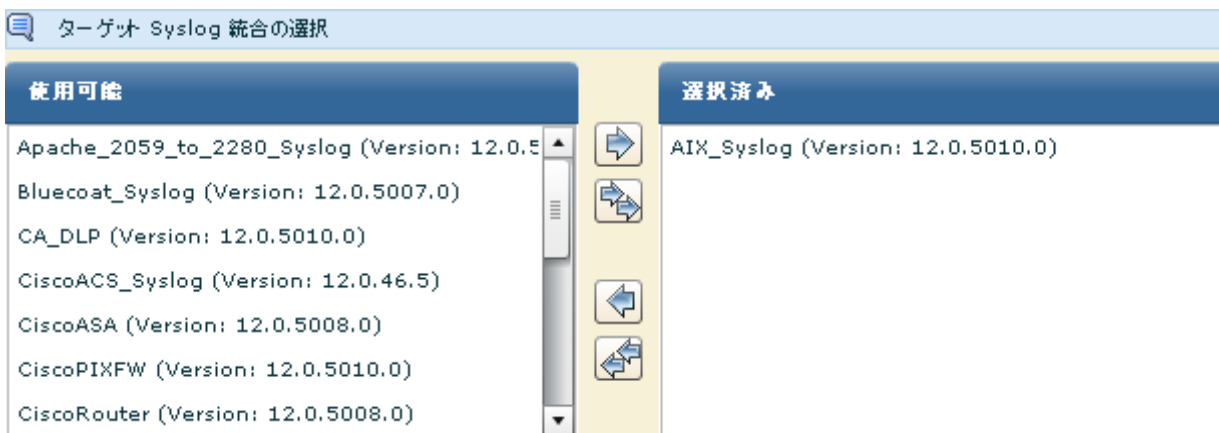 ターゲット Syslog 統合の選択
使用可能
Apache_2059_to_2280_Syslog (Version: 12.0.5
Bluecoat_Syslog (Version: 12.0.5007.0)
CA_DLP (Version: 12.0.5010.0)
CiscoACS_Syslog (Version: 12.0.46.5)
CiscoASA (Version: 12.0.5008.0)
CiscoPIXFW (Version: 12.0.5010.0)
CiscoRouter (Version: 12.0.5008.0)
選択済み
AIX_Syslog (Version: 12.0.5010.0)